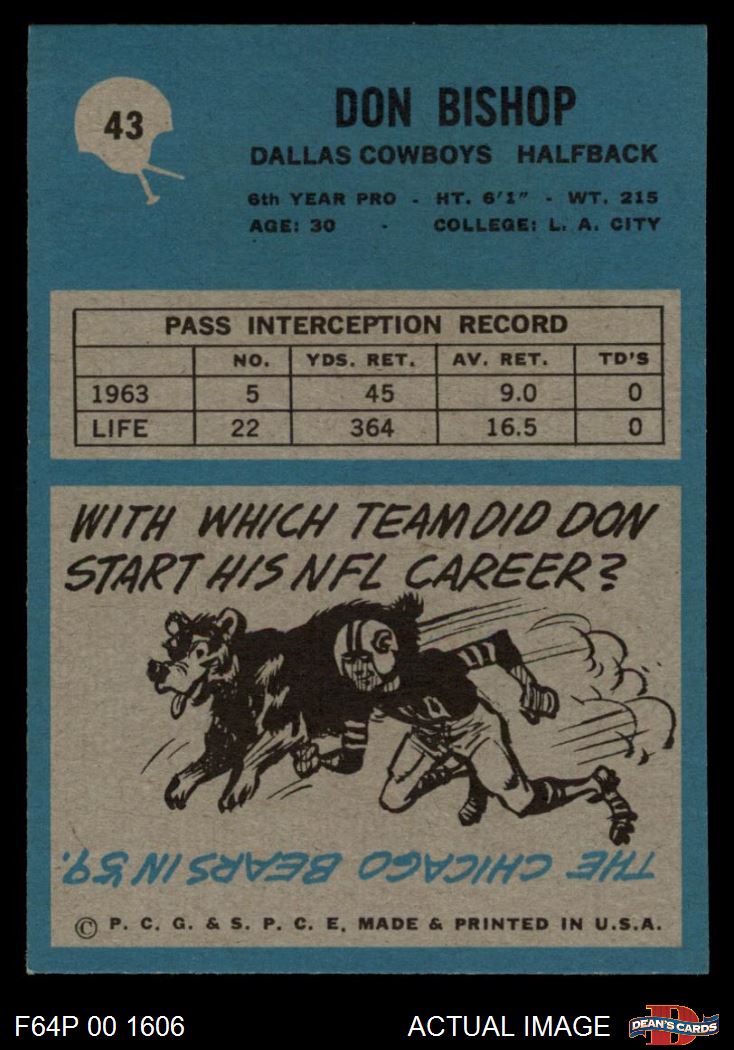 43
DON BISHOP
DALLAS COWBOYS HALFBACK
6th YEAR PRO - HT. 6'1" - WT. 215
AGE: 30 - COLLEGE: L. A. CITY
PASS INTERCEPTION RECORD
NO. YDS. RET. AV. RET. TD'S
1963 5 45 9.0 0
LIFE 22 364 16.5 0
WITH WHICH TEAM DID DON
START HIS NFL CAREER?
THE CHICAGO BEARS IN '59.
© P. C. G. & S. P. C. E. MADE & PRINTED IN U.S.A.
F64P 00 1606 ACTUAL IMAGE DEAN'S CARDS